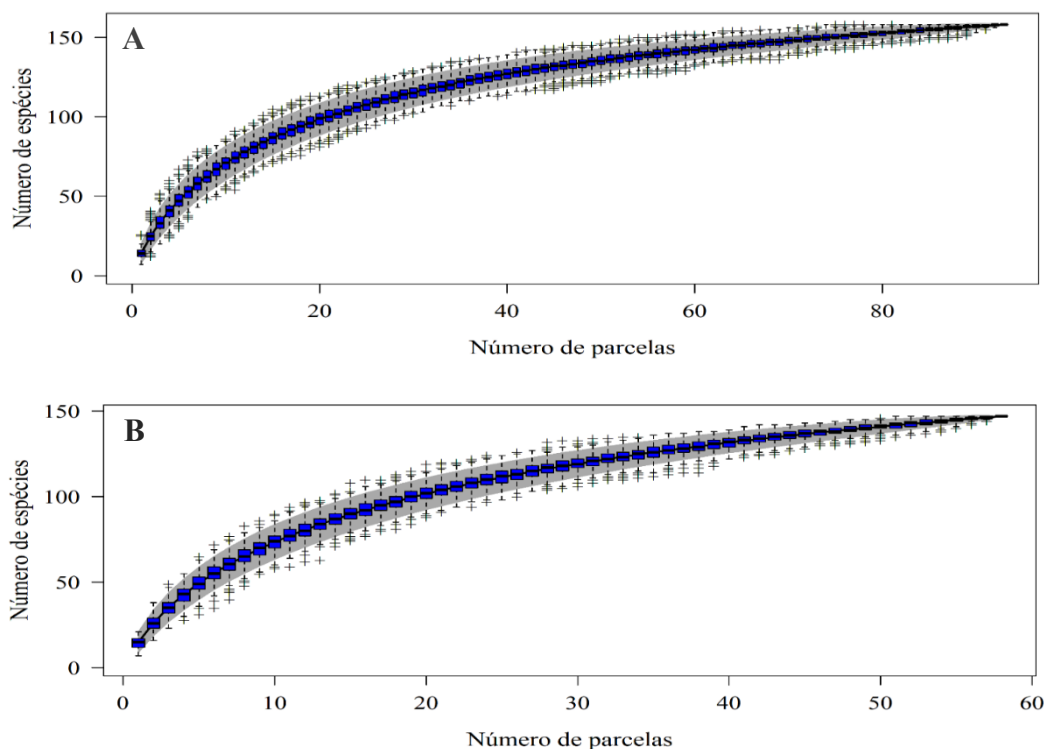 A
Número de espécies
150
100
50
0
0 20 40 60 80
Número de parcelas
B
Número de espécies
150
100
50
0
0 10 20 30 40 50 60
Número de parcelas